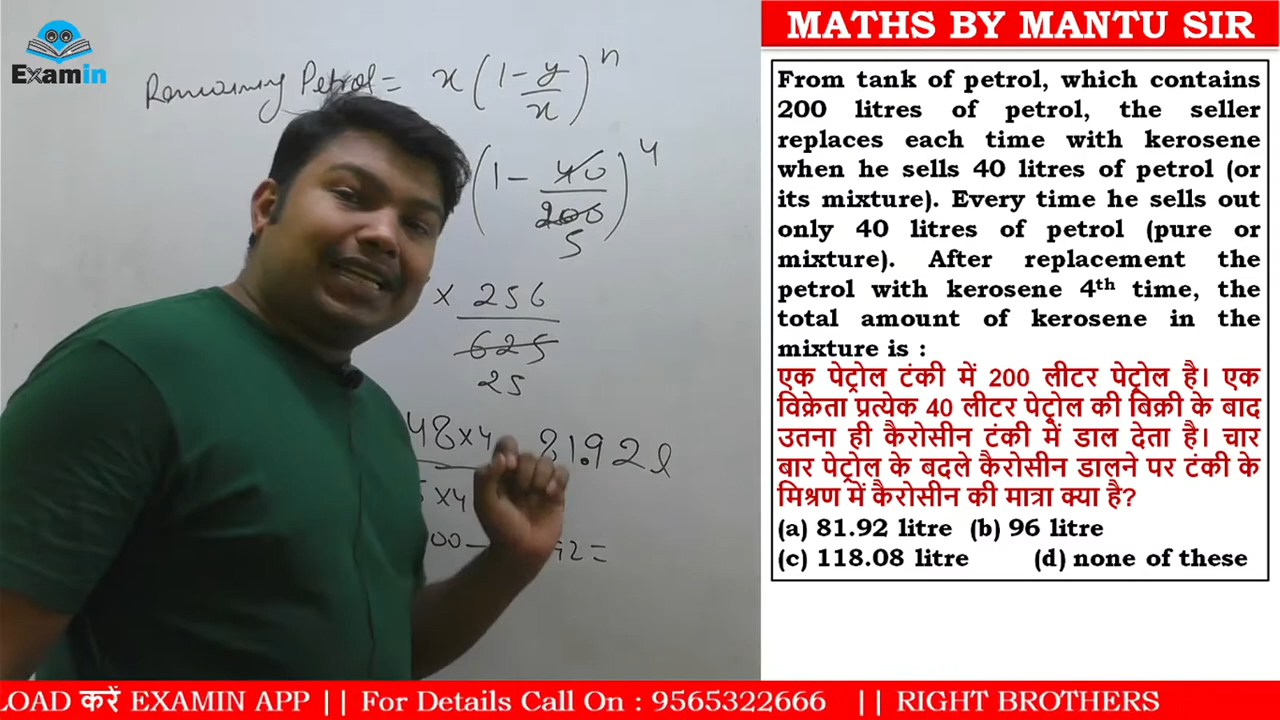 Examin
MATHS BY MANTU SIR
Remaining Petrol = x(1 - y/x)^n
(1 - 40/200)^4
5
× 256
625
25
48×4
81.92 l
×4
00 -
92 =
From tank of petrol, which contains
200 litres of petrol, the seller
replaces each time with kerosene
when he sells 40 litres of petrol (or
its mixture). Every time he sells out
only 40 litres of petrol (pure or
mixture). After replacement the
petrol with kerosene 4th time, the
total amount of kerosene in the
mixture is :
एक पेट्रोल टंकी में 200 लीटर पेट्रोल है। एक
विक्रेता प्रत्येक 40 लीटर पेट्रोल की बिक्री के बाद
उतना ही कैरोसीन टंकी में डाल देता है। चार
बार पेट्रोल के बदले कैरोसीन डालने पर टंकी के
मिश्रण में कैरोसीन की मात्रा क्या है?
(a) 81.92 litre (b) 96 litre
(c) 118.08 litre (d) none of these
LOAD करें EXAMIN APP || For Details Call On : 9565322666 || RIGHT BROTHERS